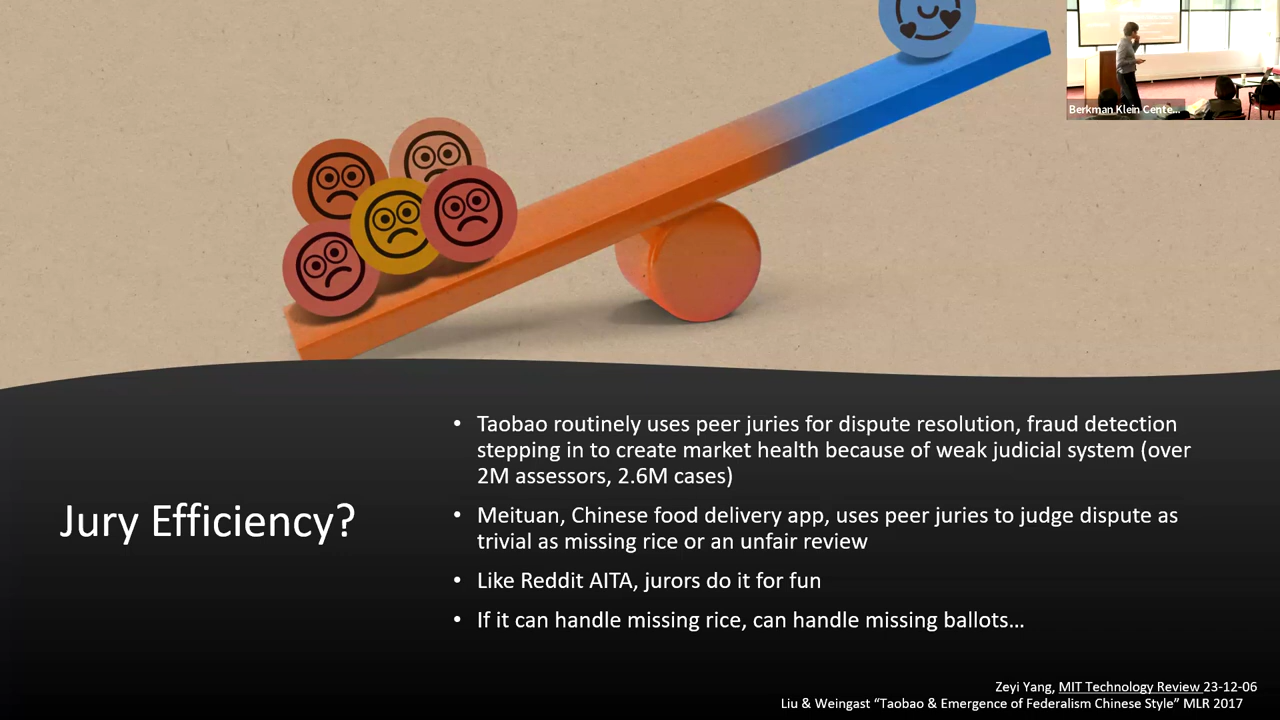 Berkman Klein Cente...
Jury Efficiency?
• Taobao routinely uses peer juries for dispute resolution, fraud detection
stepping in to create market health because of weak judicial system (over
2M assessors, 2.6M cases)
• Meituan, Chinese food delivery app, uses peer juries to judge dispute as
trivial as missing rice or an unfair review
• Like Reddit AITA, jurors do it for fun
• If it can handle missing rice, can handle missing ballots…
Zeyi Yang, MIT Technology Review 23-12-06
Liu & Weingast “Taobao & Emergence of Federalism Chinese Style” MLR 2017